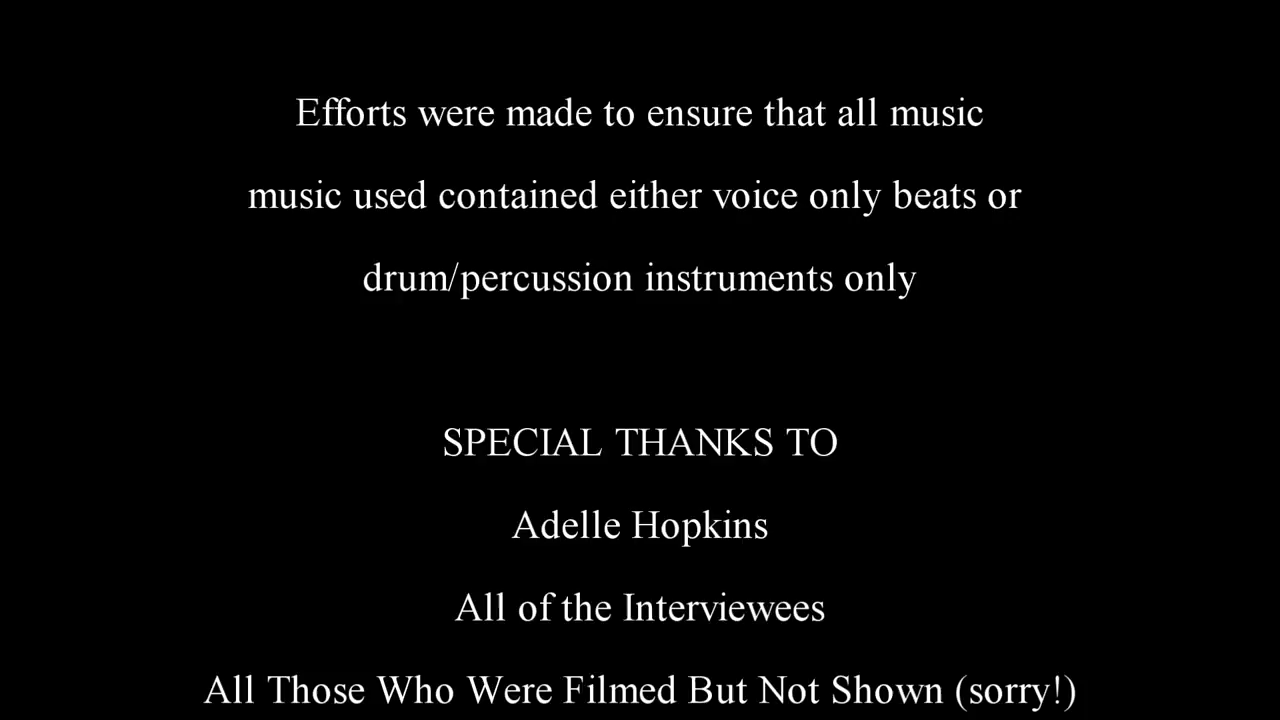 Efforts were made to ensure that all music
music used contained either voice only beats or
drum/percussion instruments only
SPECIAL THANKS TO
Adelle Hopkins
All of the Interviewees
All Those Who Were Filmed But Not Shown (sorry!)